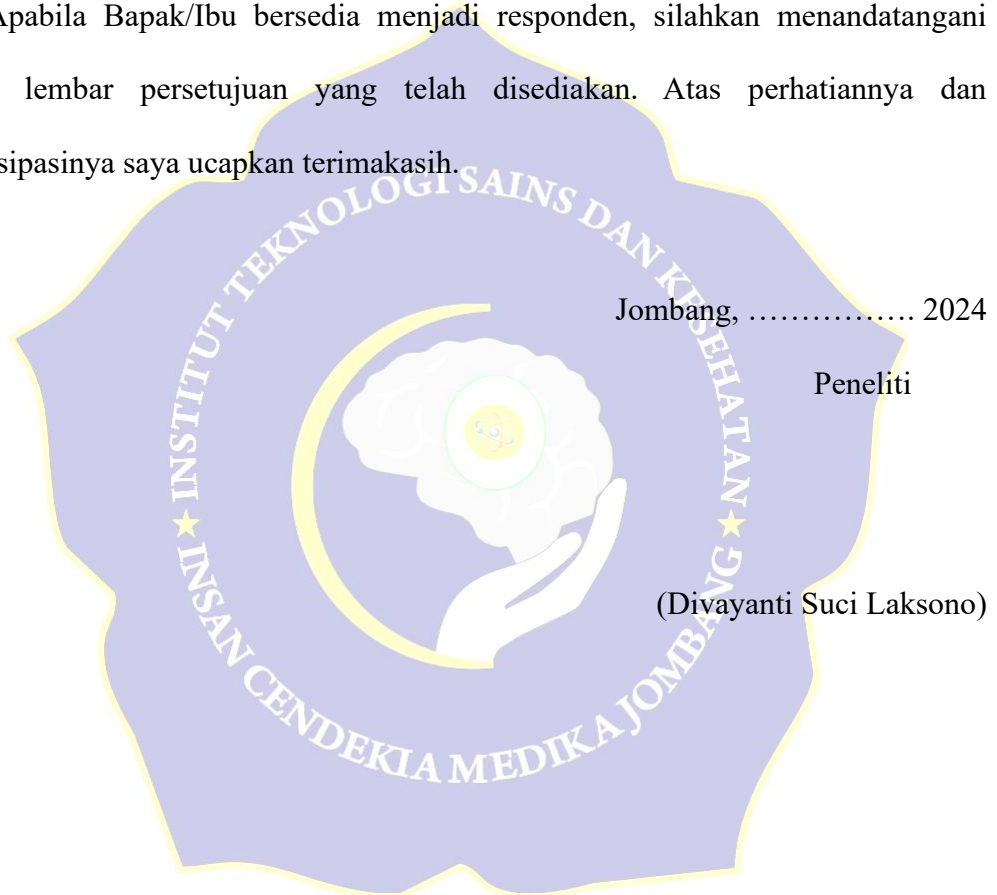 Apabila Bapak/Ibu bersedia menjadi responden, silahkan menandatangani
lembar persetujuan yang telah disediakan. Atas perhatiannya dan
sipasinya saya ucapkan terimakasih.
Jombang, ……………. 2024
Peneliti
(Divayanti Suci Laksono)
INSTITUT TEKNOLOGI SAINS DAN KESEHATAN
INSAN CENDEKIA MEDIKA JOMBANG